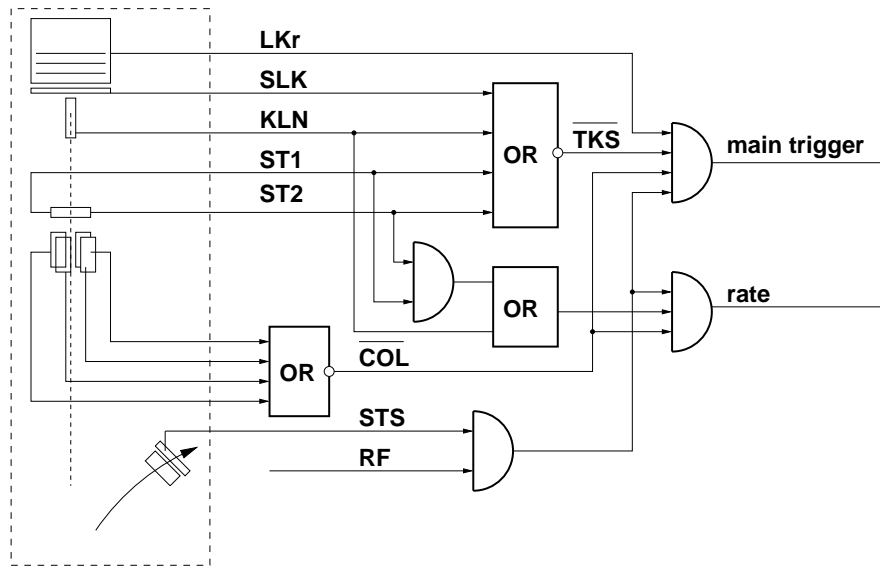 LKr
SLK
KLN
OR
TKS
main trigger
ST1
ST2
rate
OR
COL
OR
STS
RF